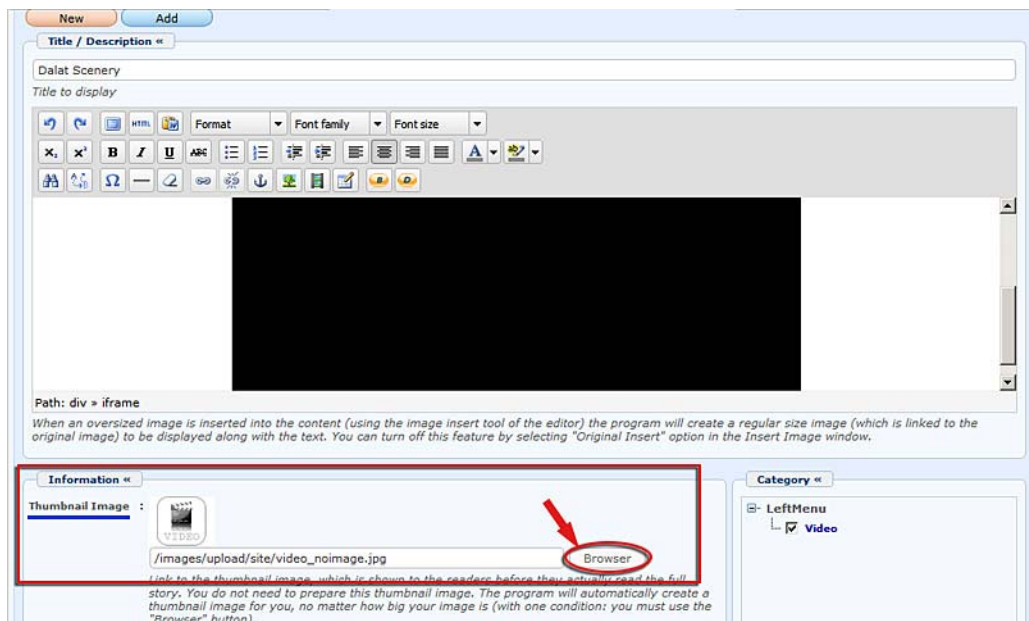 New Add
Title / Description «
Dalat Scenery
Title to display
HTML Format Font family Font size
X₂ X² B I U ABC A ab
Ω — B D
Path: div » iframe
When an oversized image is inserted into the content (using the image insert tool of the editor) the program will create a regular size image (which is linked to the
original image) to be displayed along with the text. You can turn off this feature by selecting "Original Insert" option in the Insert Image window.
Information «
Thumbnail Image :
VIDEO
/images/upload/site/video_noimage.jpg Browser
Link to the thumbnail image, which is shown to the readers before they actually read the full
story. You do not need to prepare this thumbnail image. The program will automatically create a
thumbnail image for you, no matter how big your image is (with one condition: you must use the
"Browser" button).
Category «
LeftMenu
Video